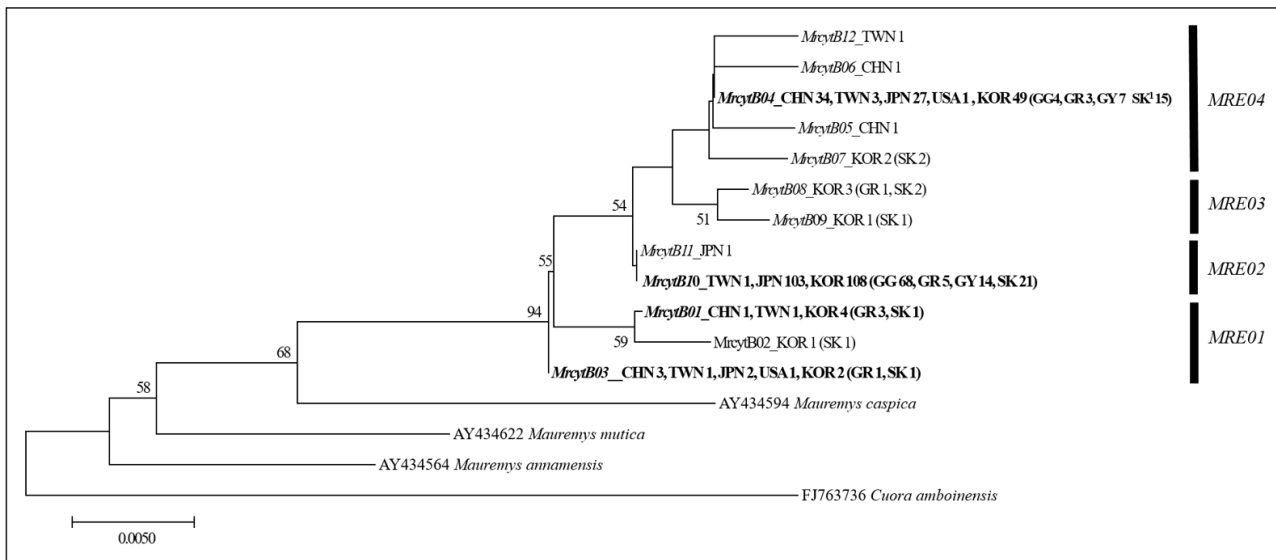 MrcytB12_TWN 1
MrcytB06_CHN 1
MrcytB04_CHN 34, TWN 3, JPN 27, USA 1 , KOR 49 (GG4, GR 3, GY 7 SK¹ 15)
MRE04
MrcytB05_CHN 1
MrcytB07_KOR 2 (SK 2)
MrcytB08_KOR 3 (GR 1, SK 2)
MRE03
54
51
MrcytB09_KOR 1 (SK 1)
MrcytB11_JPN 1
MRE02
55
MrcytB10_TWN 1, JPN 103, KOR 108 (GG 68, GR 5, GY 14, SK 21)
94
MrcytB01_CHN 1, TWN 1, KOR 4 (GR 3, SK 1)
MRE01
59
MrcytB02_KOR 1 (SK 1)
68
MrcytB03__CHN 3, TWN 1, JPN 2, USA 1, KOR 2 (GR 1, SK 1)
58
AY434594 Mauremys caspica
AY434622 Mauremys mutica
AY434564 Mauremys annamensis
FJ763736 Cuora amboinensis
0.0050